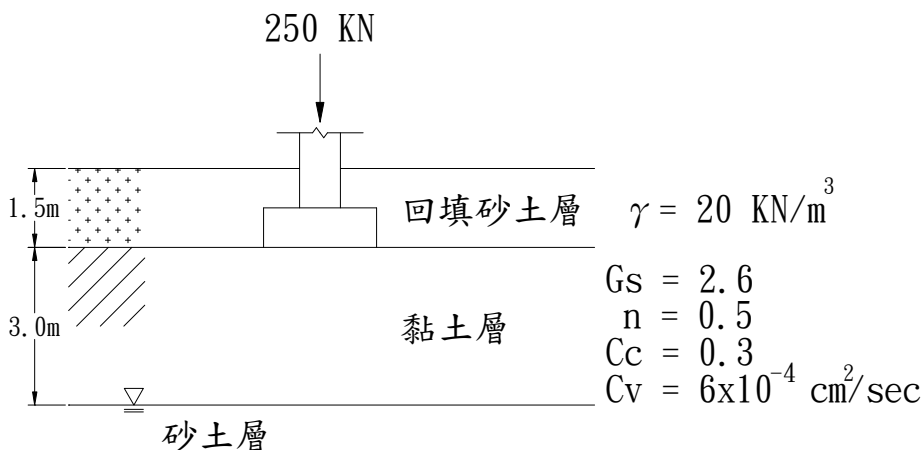 250 KN
1.5m
回填砂土層
γ = 20 KN/m³
3.0m
黏土層
Gs = 2.6
n = 0.5
Cc = 0.3
Cv = 6x10⁻⁴ cm²/sec
砂土層